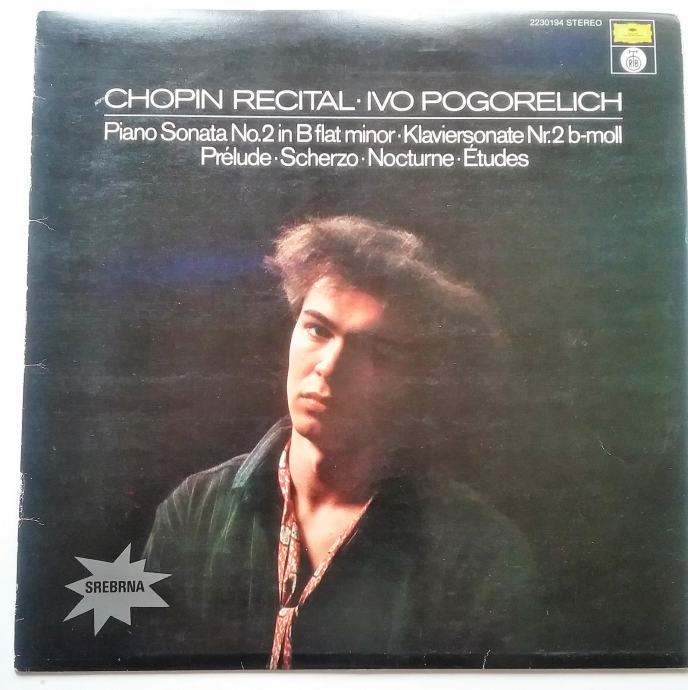 2230194 STEREO
RTB
CHOPIN RECITAL · IVO POGORELICH
Piano Sonata No.2 in B flat minor · Klaviersonate Nr.2 b-moll
Prélude · Scherzo · Nocturne · Études
SREBRNA